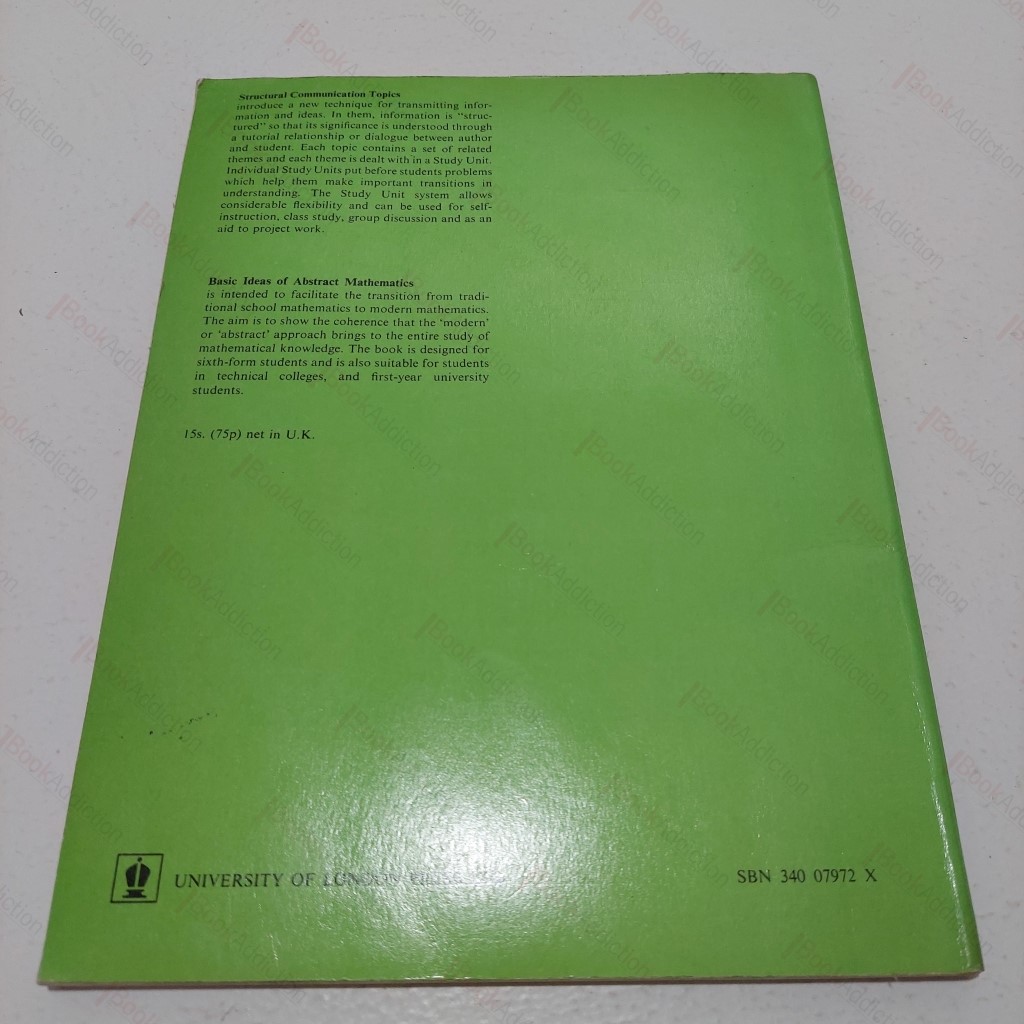 Structural Communication Topics
introduce a new technique for transmitting infor-
mation and ideas. In them, information is "struc-
tured" so that its significance is understood through
a tutorial relationship or dialogue between author
and student. Each topic contains a set of related
themes and each theme is dealt with in a Study Unit.
Individual Study Units put before students problems
which help them make important transitions in
understanding. The Study Unit system allows
considerable flexibility and can be used for self-
instruction, class study, group discussion and as an
aid to project work.
Basic Ideas of Abstract Mathematics
is intended to facilitate the transition from tradi-
tional school mathematics to modern mathematics.
The aim is to show the coherence that the 'modern'
or 'abstract' approach brings to the entire study of
mathematical knowledge. The book is designed for
sixth-form students and is also suitable for students
in technical colleges, and first-year university
students.
15s. (75p) net in U.K.
UNIVERSITY OF LONDON
SBN 340 07972 X
BookAddiction